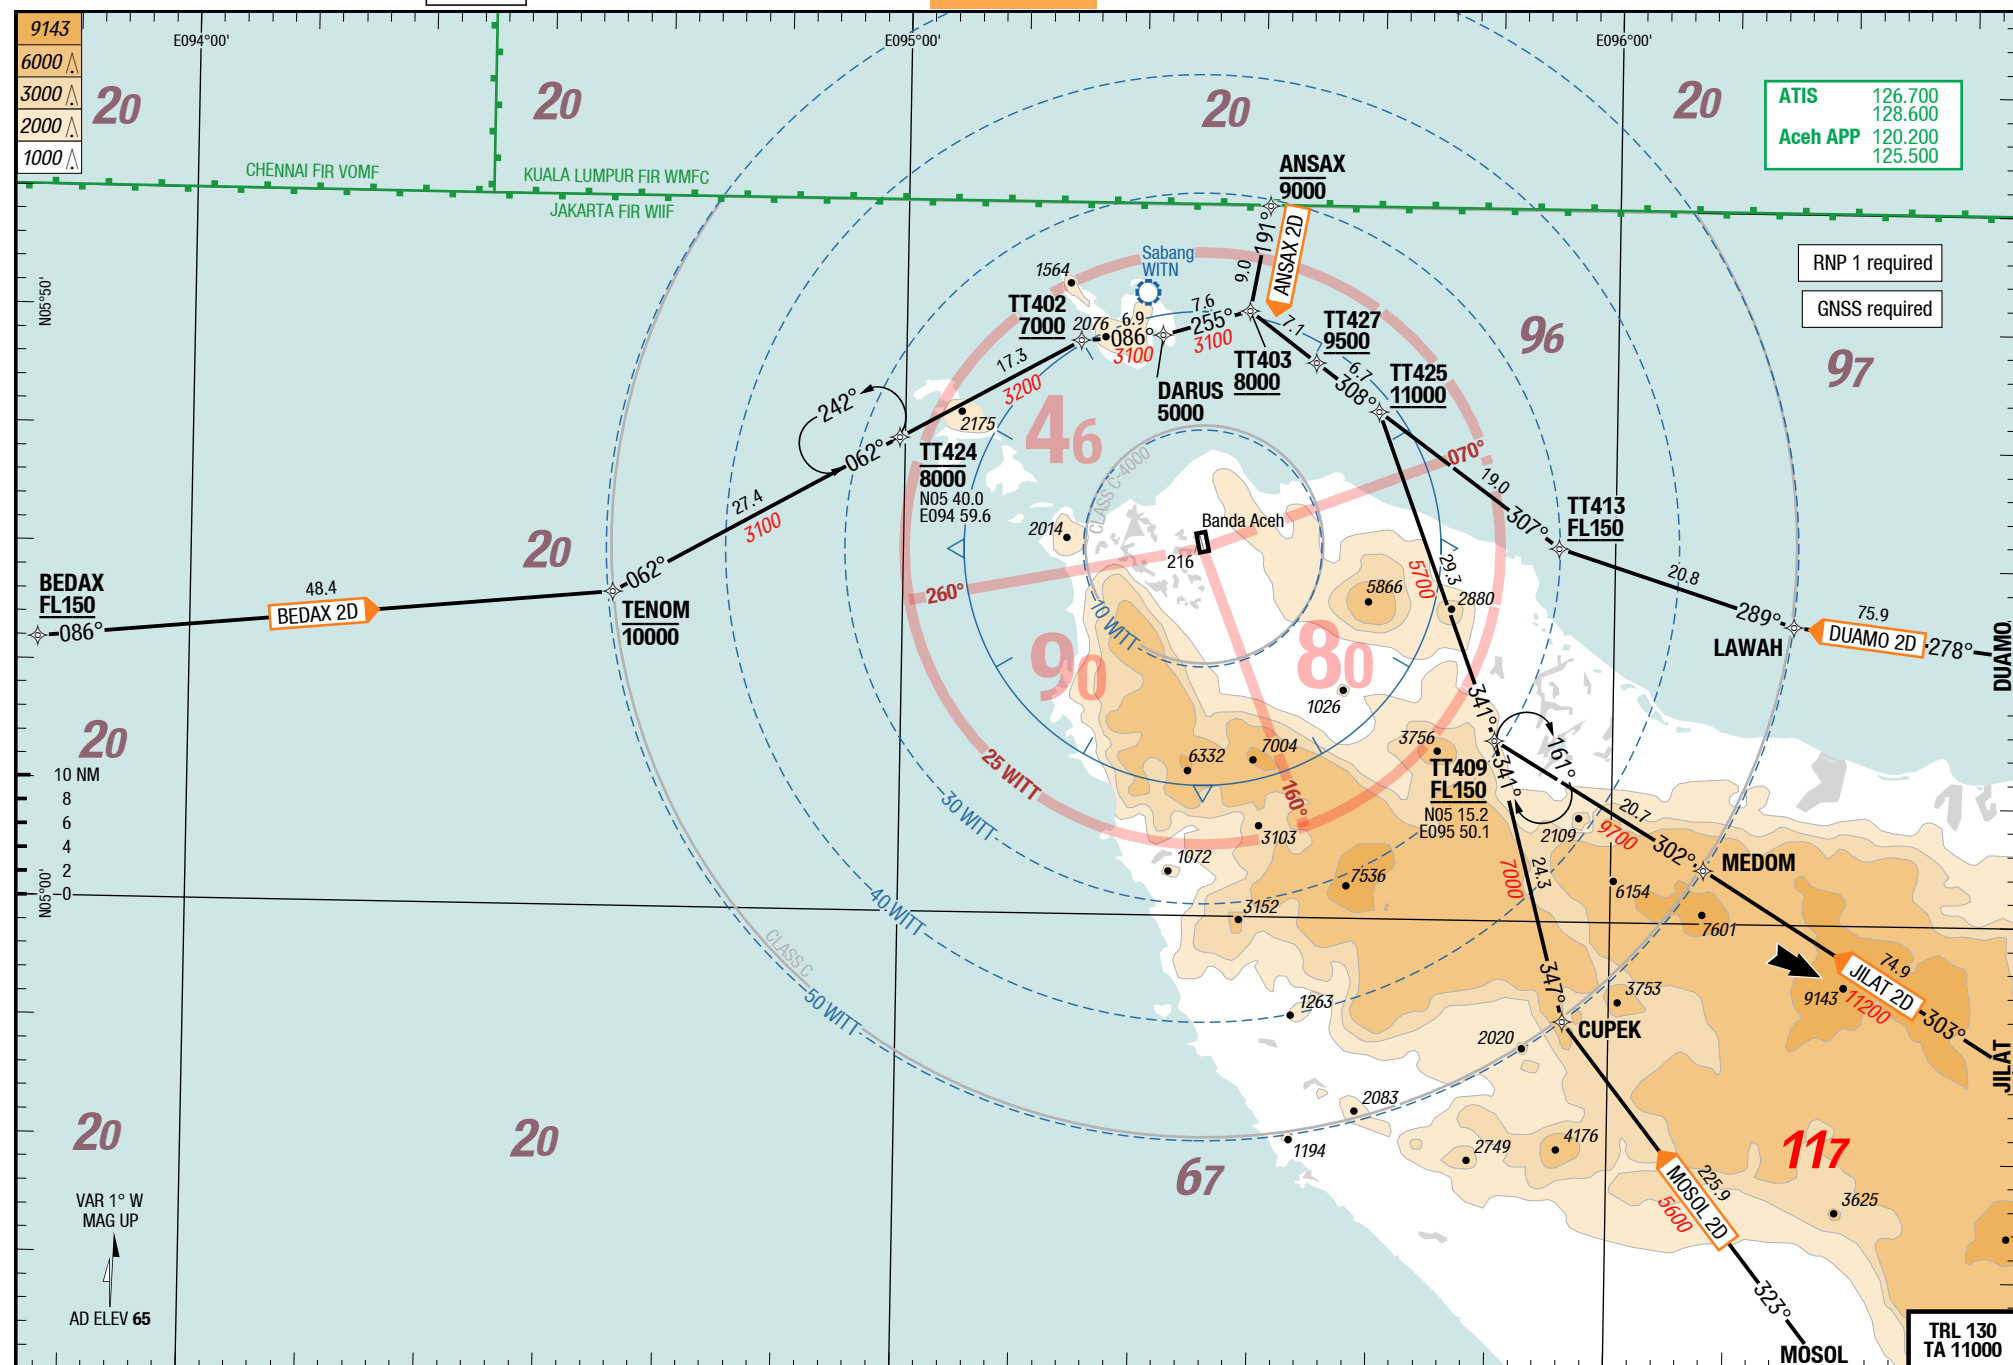 9143
6000
3000
2000
1000
E094°00'
E095°00'
E096°00'
20
20
20
20
ATIS 126.700
128.600
Aceh APP 120.200
125.500
CHENNAI FIR VOMF
KUALA LUMPUR FIR WMFC
JAKARTA FIR WIIF
ANSAX
9000
191°
9.0
ANSAX 2D
RNP 1 required
GNSS required
N05°50'
Sabang
WITN
1564
TT402
7000
2076
6.9
086°
3100
7.6
255°
3100
7.1
TT427
9500
TT403
8000
DARUS
5000
6.7
308°
TT425
11000
96
97
17.3
3200
242°
062°
2175
46
TT424
8000
N05 40.0
E094 59.6
27.4
3100
CLASS C-4000
070°
19.0
307°
TT413
FL150
2014
Banda Aceh
216
20
BEDAX
FL150
086°
48.4
BEDAX 2D
062°
TENOM
10000
260°
10 WITT
5866
5700
29.3
2880
20.8
289°
LAWAH
75.9
DUAMO 2D
278°
DUAMO
90
80
1026
341°
20
10 NM
8
6
4
2
0
N05°00'
6332
7004
3756
25 WITT
160°
TT409
FL150
N05 15.2
E095 50.1
341°
161°
30 WITT
3103
2109
20.7
9700
302°
MEDOM
1072
7536
7000
24.3
6154
7601
40 WITT
3152
CLASS C
50 WITT
1263
347°
CUPEK
3753
2020
9143
74.9
JILAT 2D
11200
303°
JILAT
20
20
2083
1194
67
2749
4176
117
3625
225.9
MOSOL 2D
5600
323°
MOSOL
VAR 1° W
MAG UP
AD ELEV 65
TRL 130
TA 11000